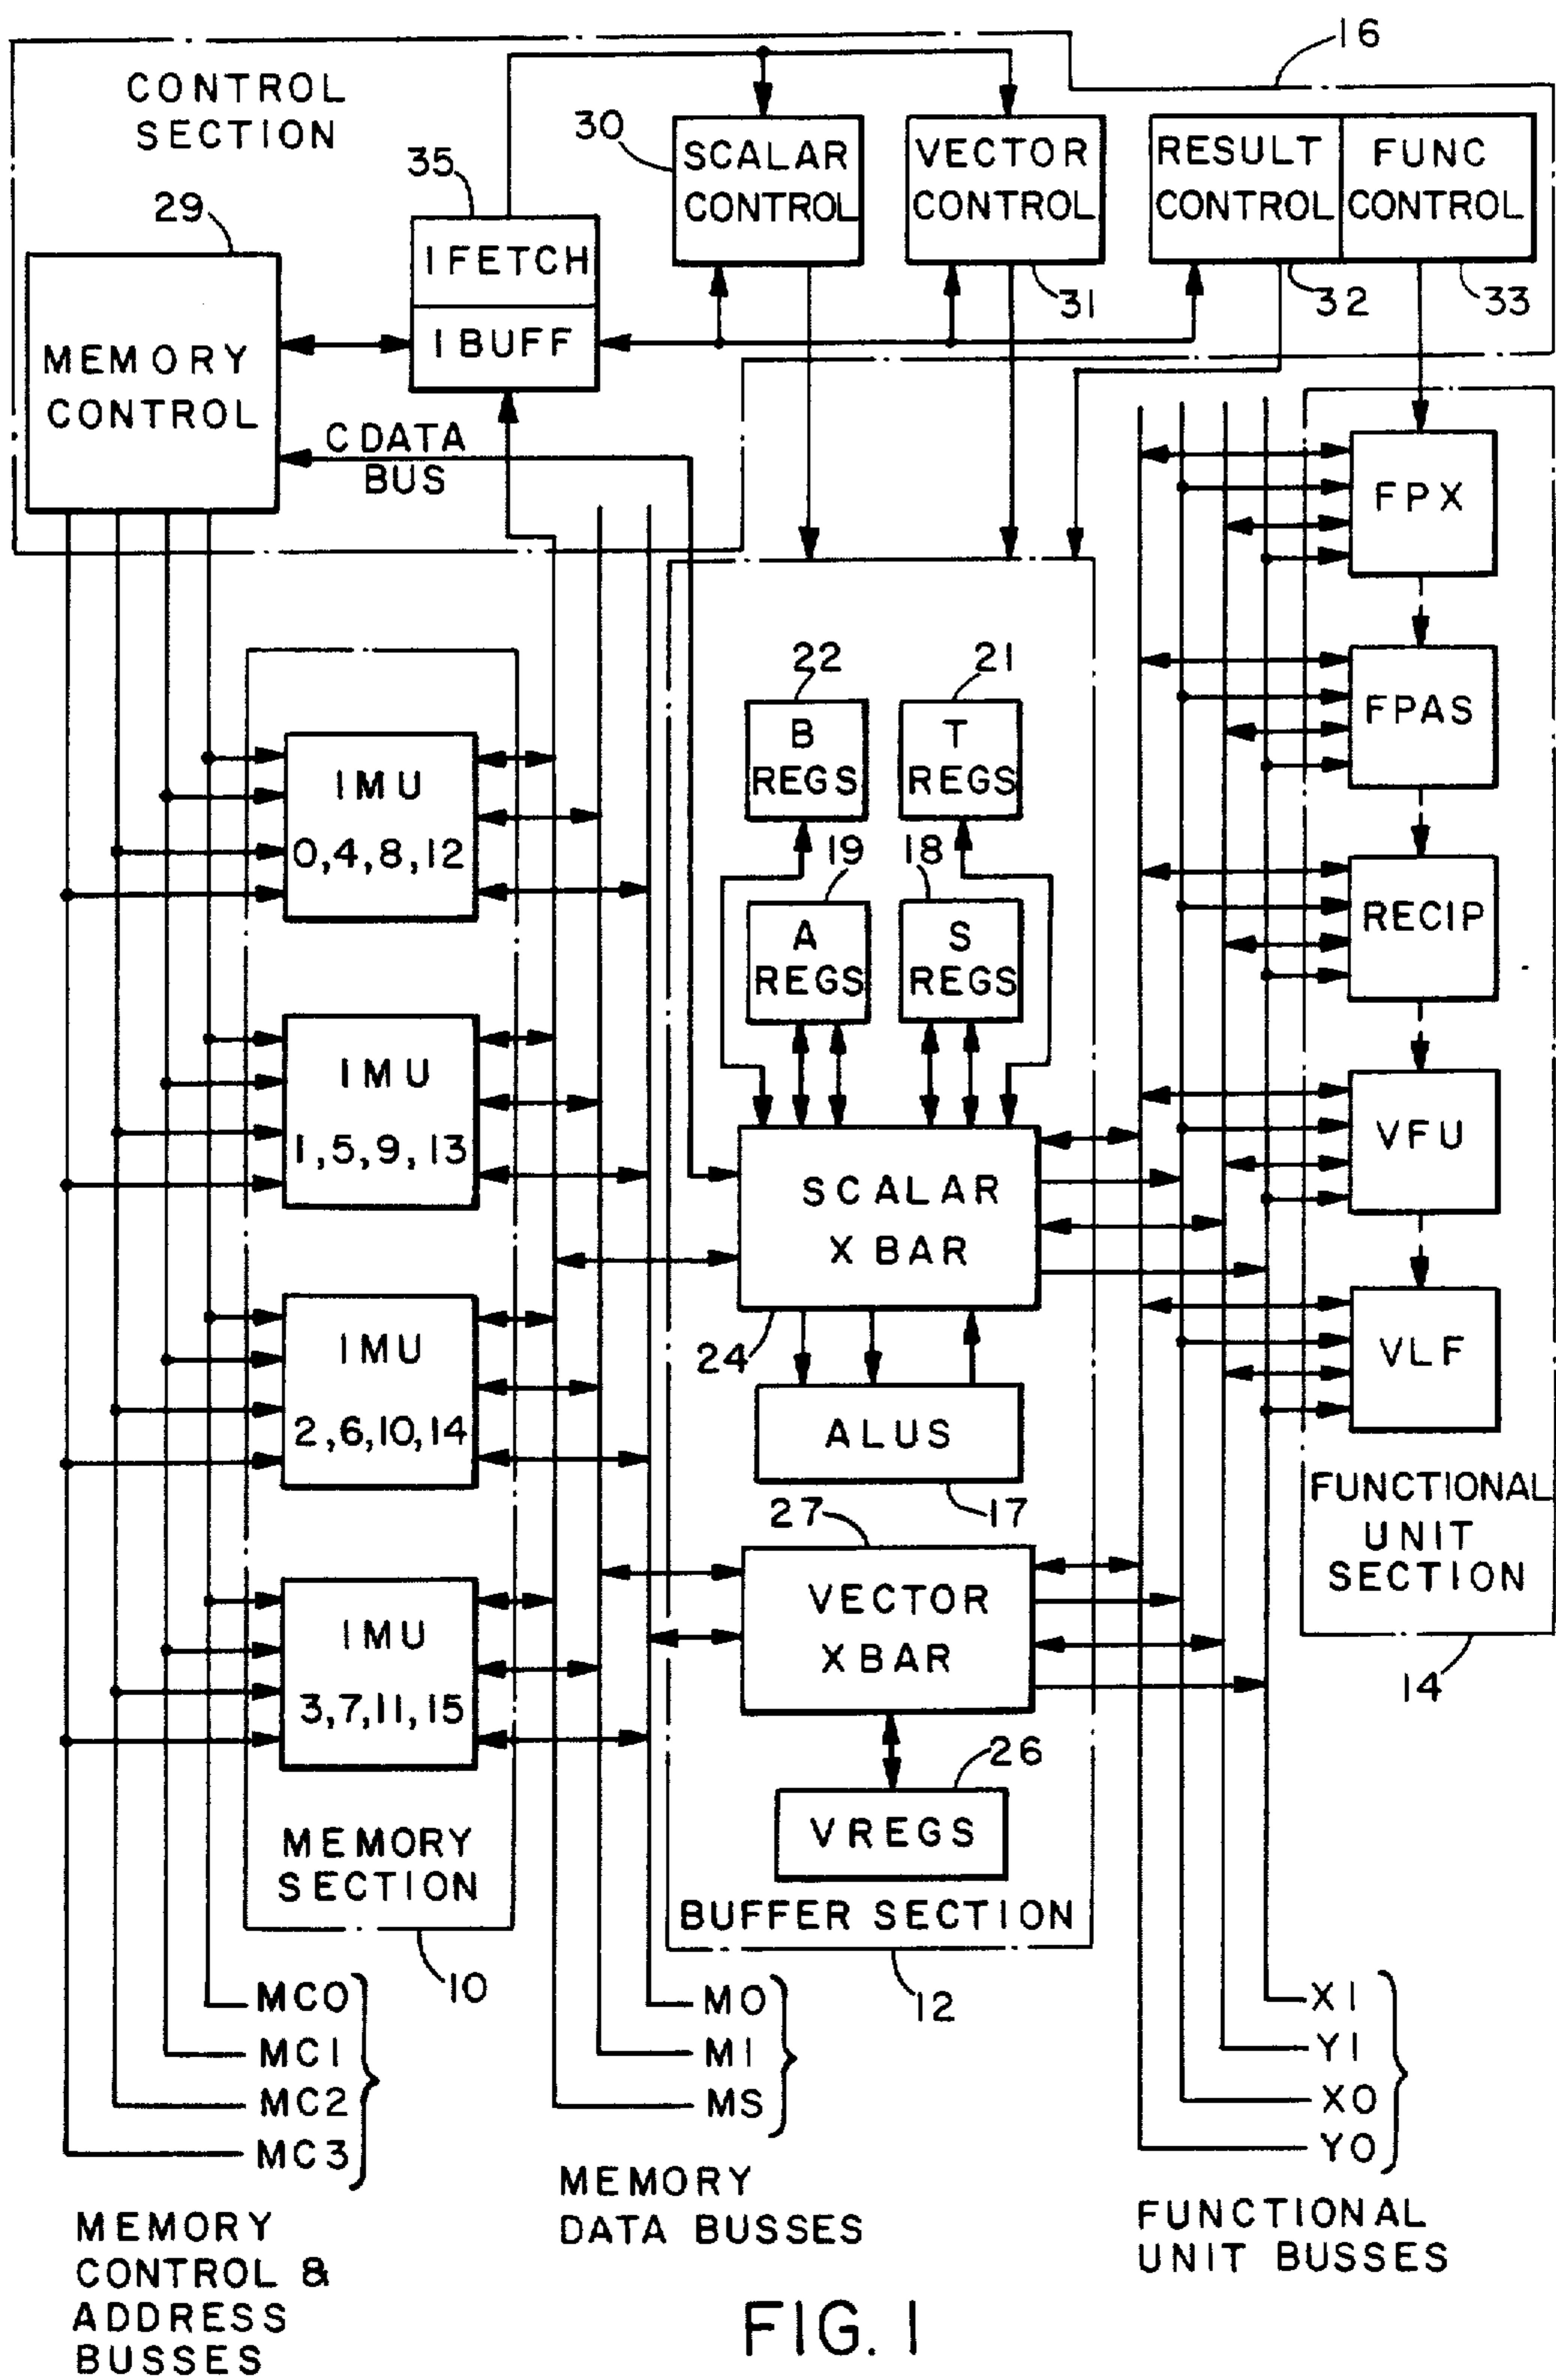 16
CONTROL
SECTION
30
SCALAR
CONTROL
VECTOR
CONTROL
RESULT
CONTROL
FUNC
CONTROL
35
29
I FETCH
I BUFF
31
32
33
MEMORY
CONTROL
C DATA
BUS
FPX
22
21
B
REGS
T
REGS
FPAS
IMU
0,4,8,12
19
18
A
REGS
S
REGS
RECIP
IMU
1,5,9,13
SCALAR
X BAR
VFU
IMU
2,6,10,14
24
ALUS
17
VLF
FUNCTIONAL
UNIT
SECTION
14
27
VECTOR
X BAR
IMU
3,7,11,15
26
VREGS
MEMORY
SECTION
10
BUFFER SECTION
12
MC0
MC1
MC2
MC3
M0
M1
MS
X1
Y1
X0
Y0
MEMORY
CONTROL &
ADDRESS
BUSSES
MEMORY
DATA BUSSES
FUNCTIONAL
UNIT BUSSES
FIG. 1